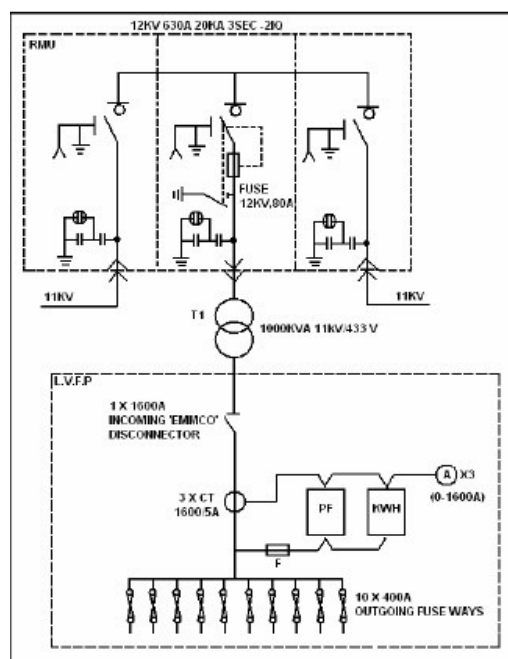 12KV 630A 20KA 3SEC -2IQ
RMU
FUSE
12KV,80A
11KV
11KV
T1
1000KVA 11kV/433 V
L.V.F.P
1 X 1600A
INCOMING 'EMMCO'
DISCONNECTOR
3 X CT
1600/5A
A X3
(0-1600A)
PF
KWH
F
10 X 400A
OUTGOING FUSE WAYS